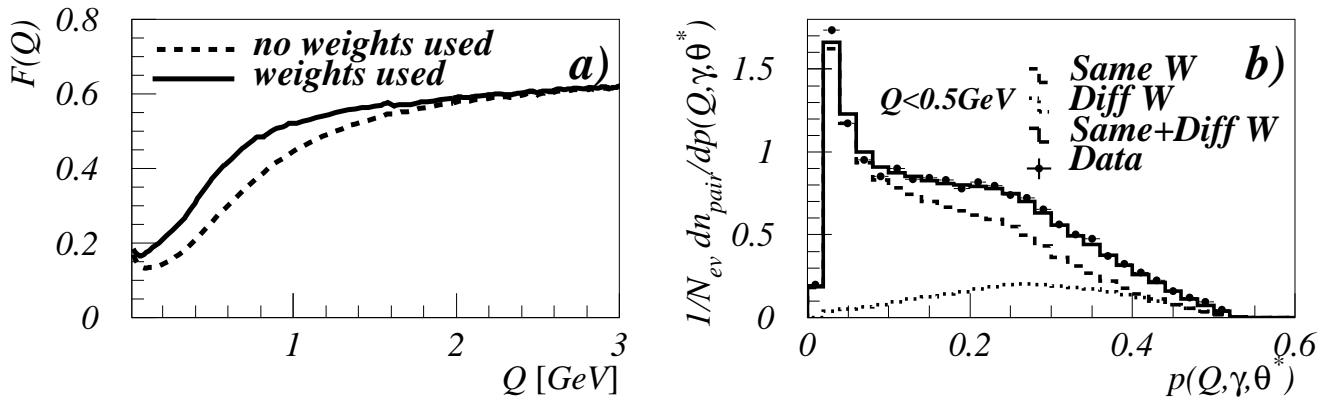 F(Q)
0.8
0.6
0.4
0.2
0
no weights used
weights used
a)
1
2
3
Q [GeV]
1/N_ev dn_pair/dp(Q,γ,θ*)
1.5
1
0.5
0
b)
Q<0.5GeV
Same W
Diff W
Same+Diff W
Data
0
0.2
0.4
0.6
p(Q,γ,θ*)